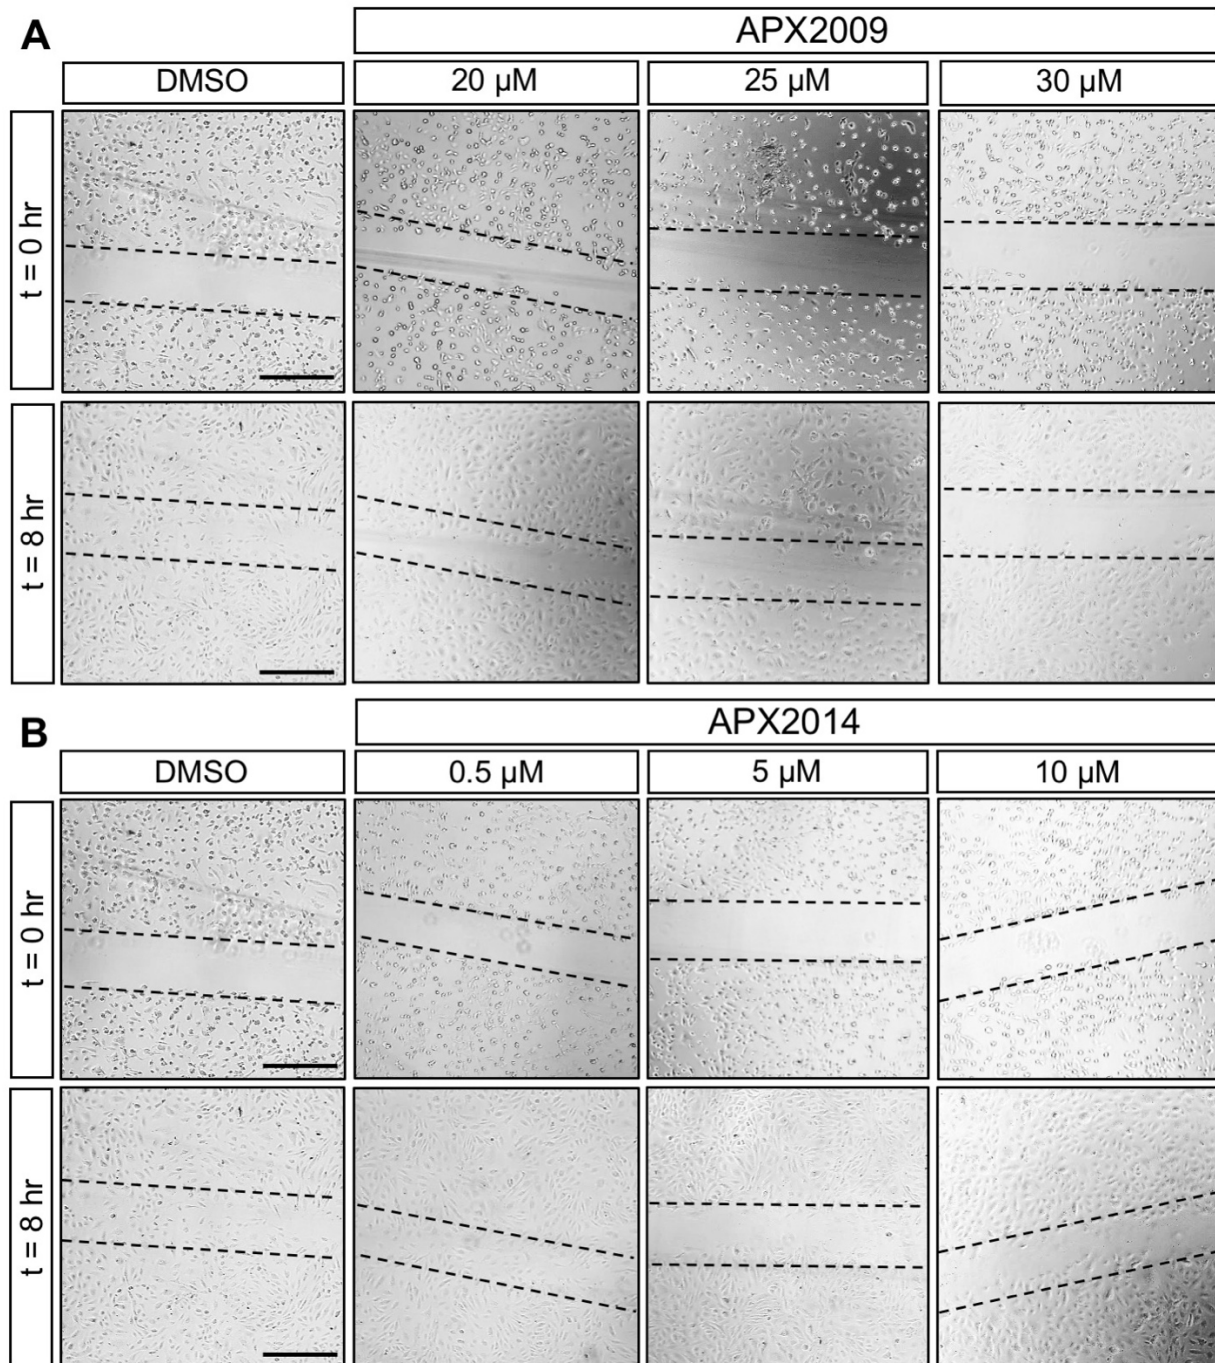 A
APX2009
DMSO
20 µM
25 µM
30 µM
t = 0 hr
t = 8 hr
B
APX2014
DMSO
0.5 µM
5 µM
10 µM
t = 0 hr
t = 8 hr